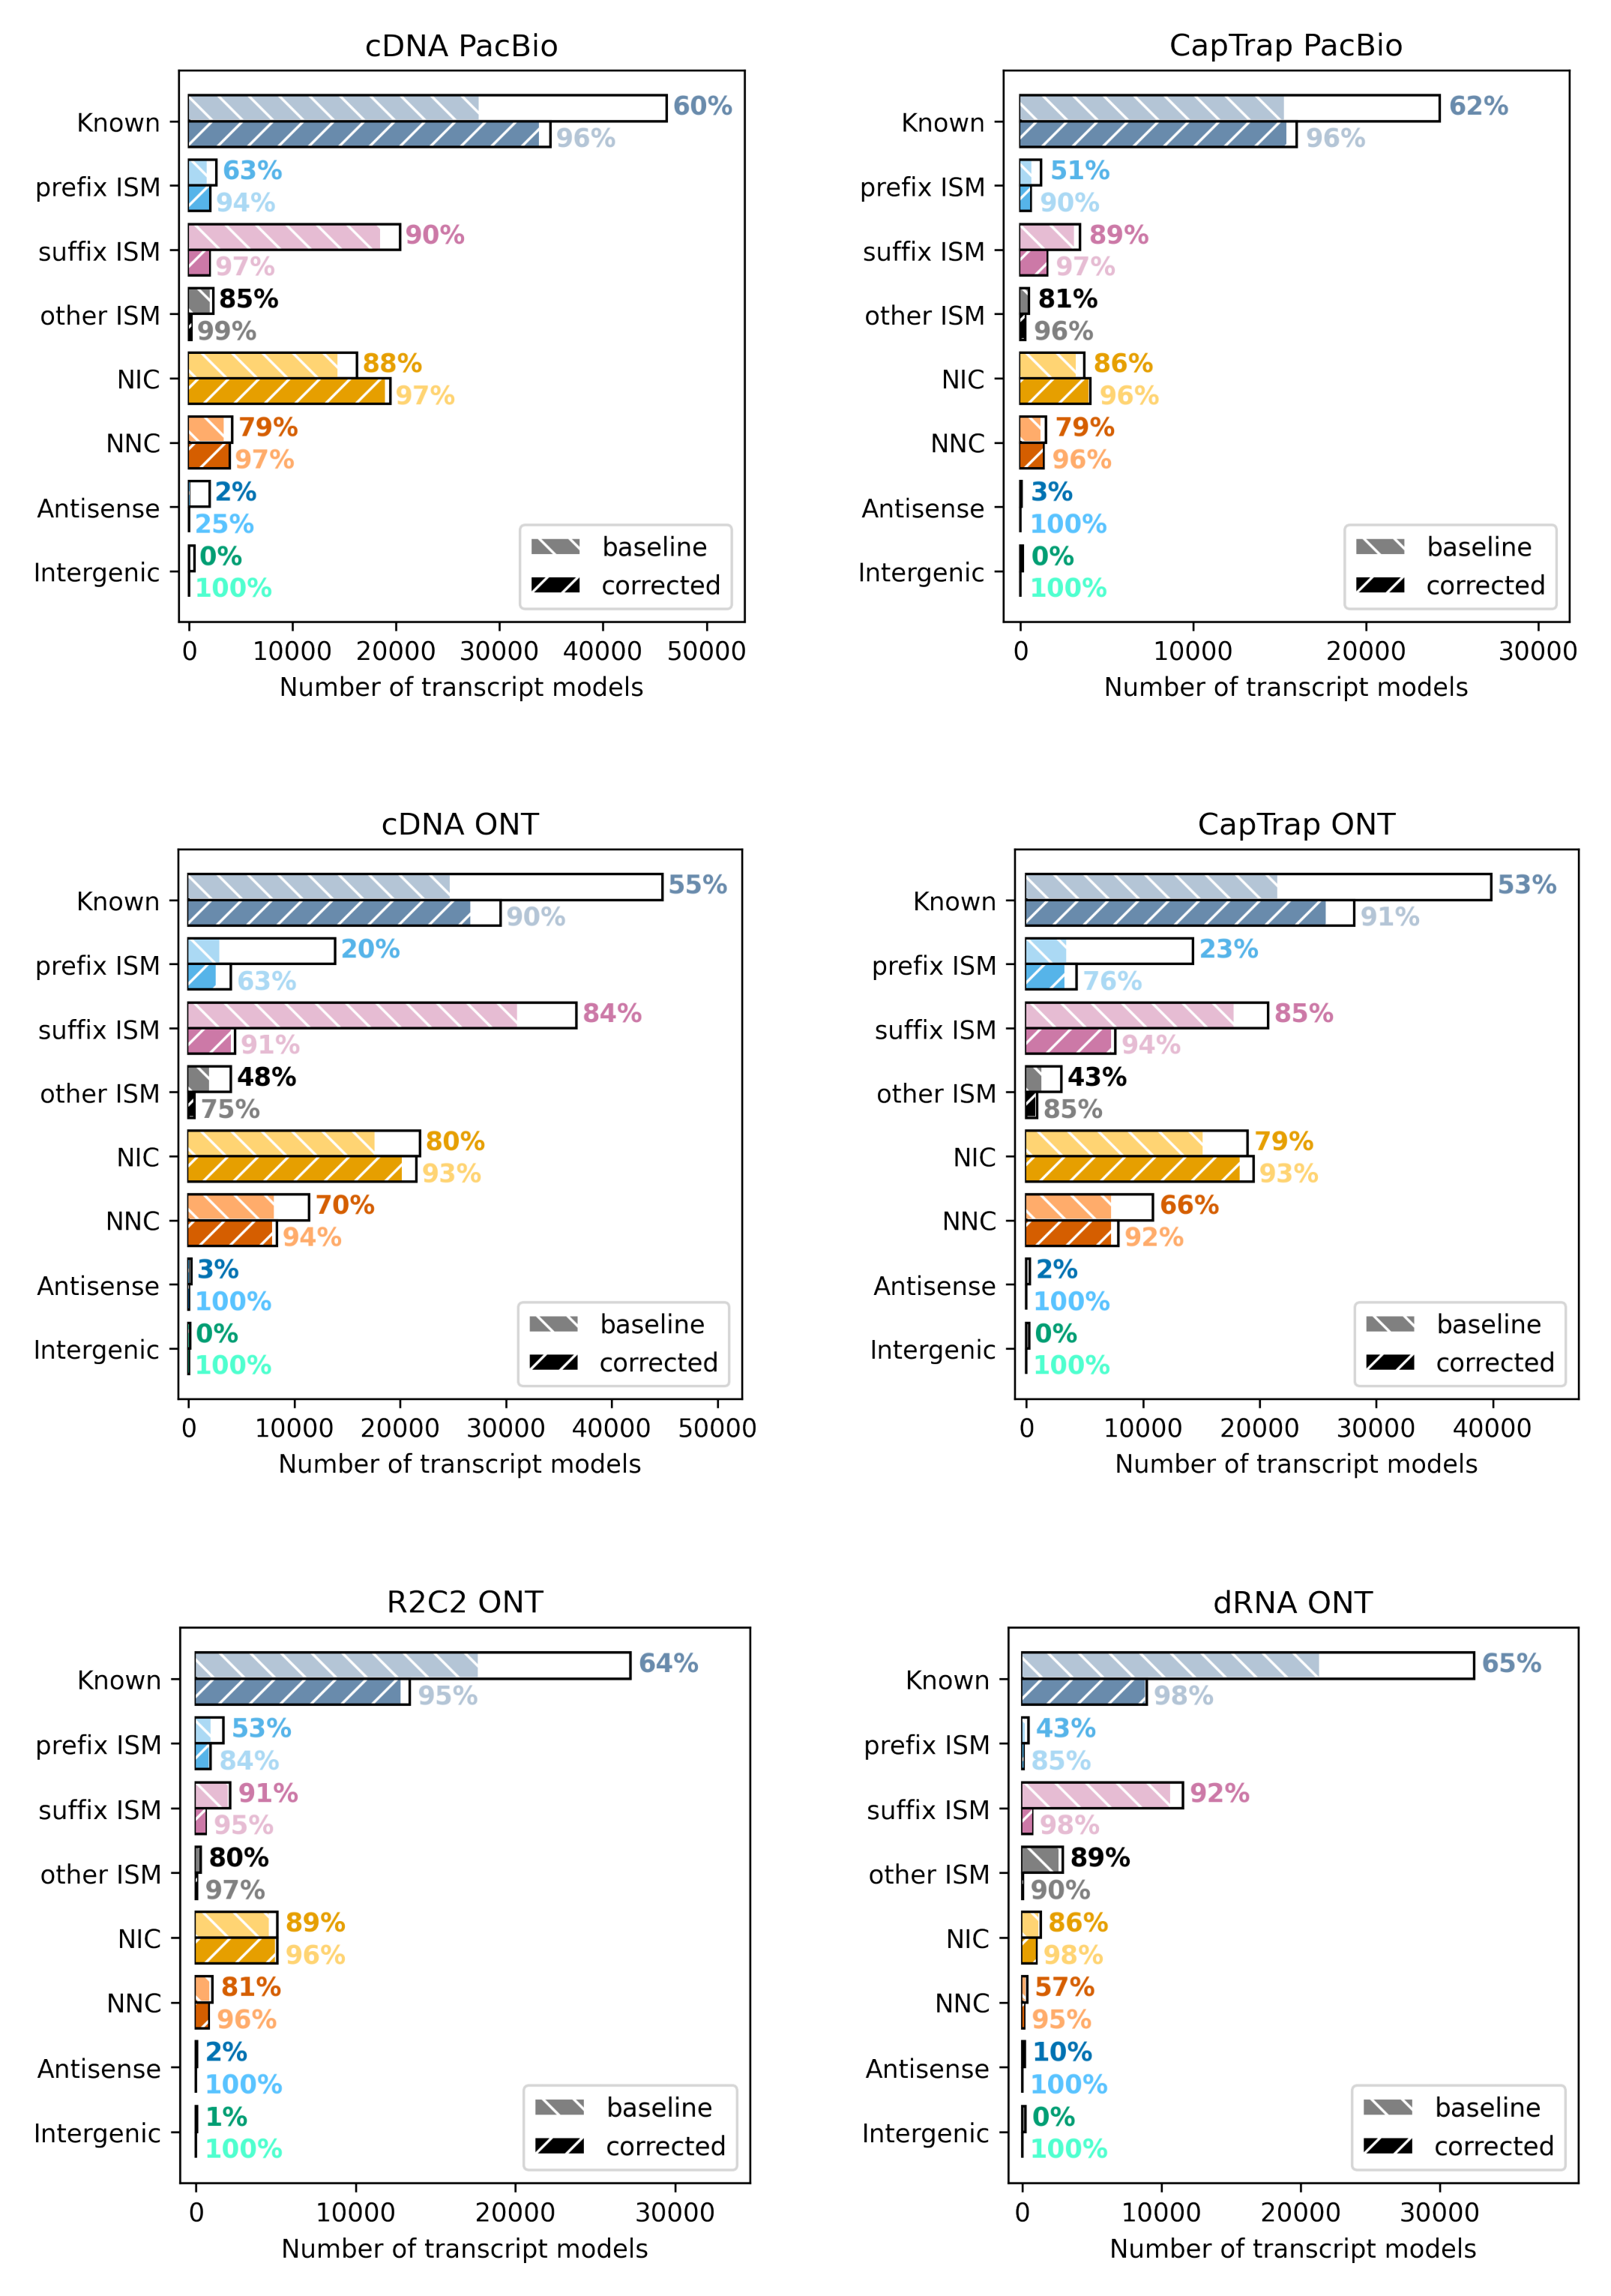 cDNA PacBio
Known
60%
96%
prefix ISM
63%
94%
suffix ISM
90%
97%
other ISM
85%
99%
NIC
88%
97%
NNC
79%
97%
Antisense
2%
25%
Intergenic
0%
100%
baseline
corrected
0 10000 20000 30000 40000 50000
Number of transcript models
CapTrap PacBio
Known
62%
96%
prefix ISM
51%
90%
suffix ISM
89%
97%
other ISM
81%
96%
NIC
86%
96%
NNC
79%
96%
Antisense
3%
100%
Intergenic
0%
100%
baseline
corrected
0 10000 20000 30000
Number of transcript models
cDNA ONT
Known
55%
90%
prefix ISM
20%
63%
suffix ISM
84%
91%
other ISM
48%
75%
NIC
80%
93%
NNC
70%
94%
Antisense
3%
100%
Intergenic
0%
100%
baseline
corrected
0 10000 20000 30000 40000 50000
Number of transcript models
CapTrap ONT
Known
53%
91%
prefix ISM
23%
76%
suffix ISM
85%
94%
other ISM
43%
85%
NIC
79%
93%
NNC
66%
92%
Antisense
2%
100%
Intergenic
0%
100%
baseline
corrected
0 10000 20000 30000 40000
Number of transcript models
R2C2 ONT
Known
64%
95%
prefix ISM
53%
84%
suffix ISM
91%
95%
other ISM
80%
97%
NIC
89%
96%
NNC
81%
96%
Antisense
2%
100%
Intergenic
1%
100%
baseline
corrected
0 10000 20000 30000
Number of transcript models
dRNA ONT
Known
65%
98%
prefix ISM
43%
85%
suffix ISM
92%
98%
other ISM
89%
90%
NIC
86%
98%
NNC
57%
95%
Antisense
10%
100%
Intergenic
0%
100%
baseline
corrected
0 10000 20000 30000
Number of transcript models